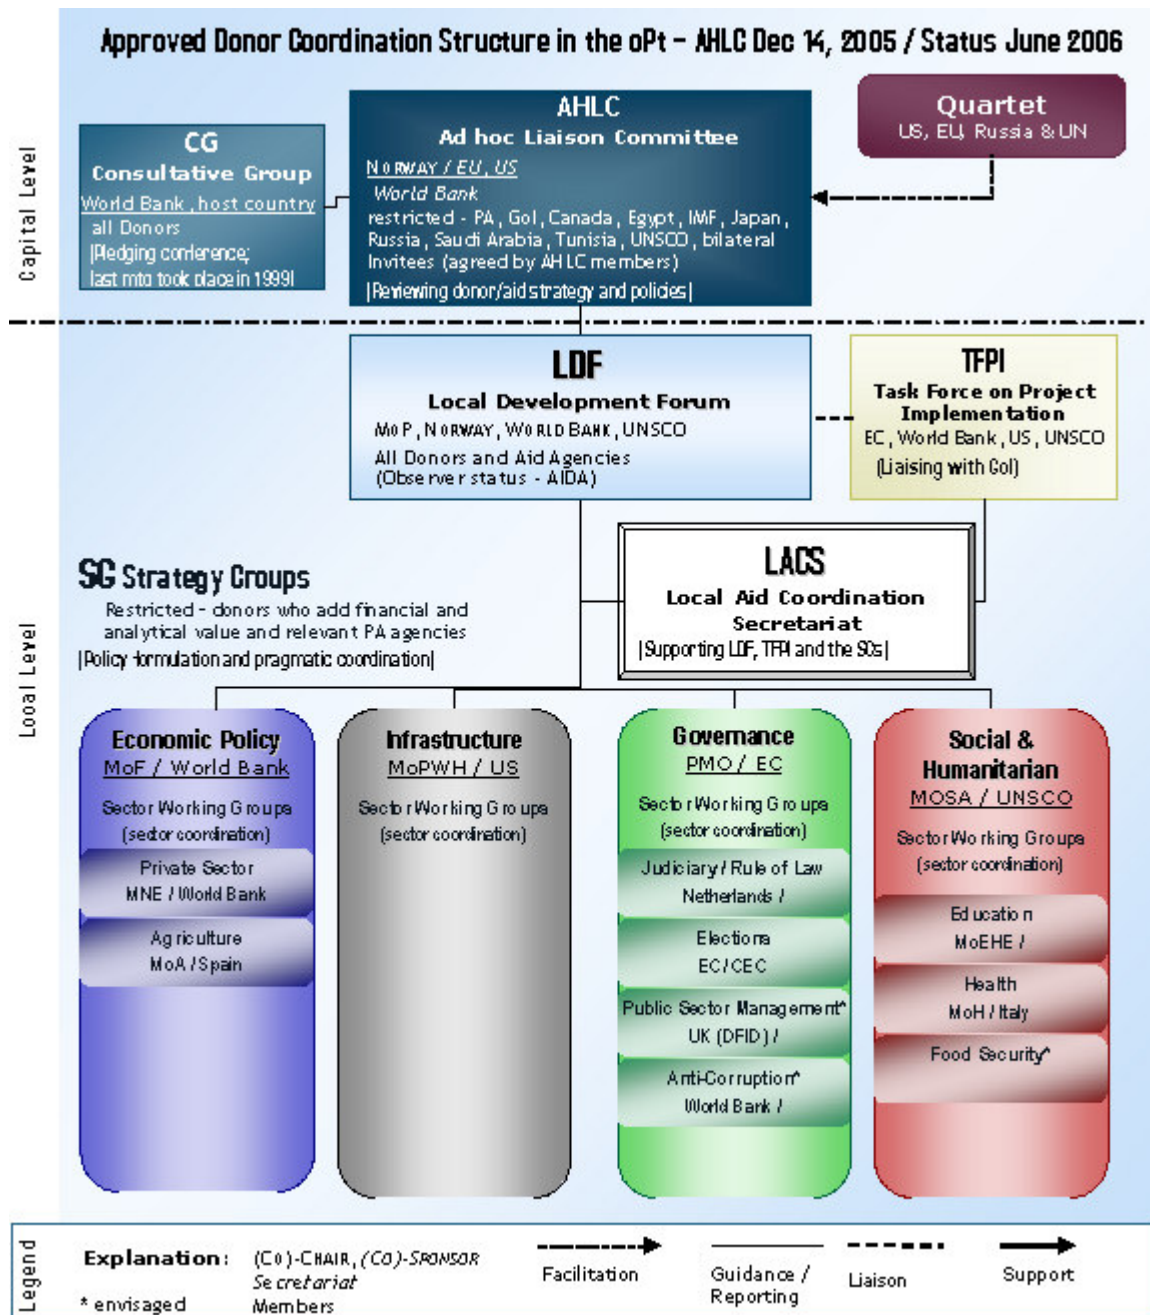 Approved Donor Coordination Structure in the oPt – AHLC Dec 14, 2005 / Status June 2006
Capital Level
CG
Consultative Group
World Bank, host country
all Donors
[Pledging conference;
last mtg took place in 1999]
AHLC
Ad hoc Liaison Committee
NORWAY / EU, US
World Bank
restricted - PA, GoI, Canada, Egypt, IMF, Japan,
Russia, Saudi Arabia, Tunisia, UNSCO, bilateral
Invitees (agreed by AHLC members)
[Reviewing donor/aid strategy and policies]
Quartet
US, EU, Russia & UN
Local Level
LDF
Local Development Forum
MoP, NORWAY, WORLD BANK, UNSCO
All Donors and Aid Agencies
(Observer status - AIDA)
TFPI
Task Force on Project
Implementation
EC, World Bank, US, UNSCO
(Liaising with GoI)
LACS
Local Aid Coordination
Secretariat
[Supporting LDF, TFPI and the SGs]
SG Strategy Groups
Restricted - donors who add financial and
analytical value and relevant PA agencies
[Policy formulation and pragmatic coordination]
Economic Policy
MoF / World Bank
Sector Working Groups
(sector coordination)
Private Sector
MNE / World Bank
Agriculture
MoA / Spain
Infrastructure
MoPWH / US
Sector Working Groups
(sector coordination)
Governance
PMO / EC
Sector Working Groups
(sector coordination)
Judiciary / Rule of Law
Netherlands /
Elections
EC/CEC
Public Sector Management*
UK (DFID) /
Anti-Corruption*
World Bank /
Social &
Humanitarian
MOSA / UNSCO
Sector Working Groups
(sector coordination)
Education
MoEHE /
Health
MoH / Italy
Food Security*
Legend
Explanation:
* envisaged
(CO)-CHAIR, (CO)-SPONSOR
Secretariat
Members
Facilitation
Guidance /
Reporting
Liaison
Support